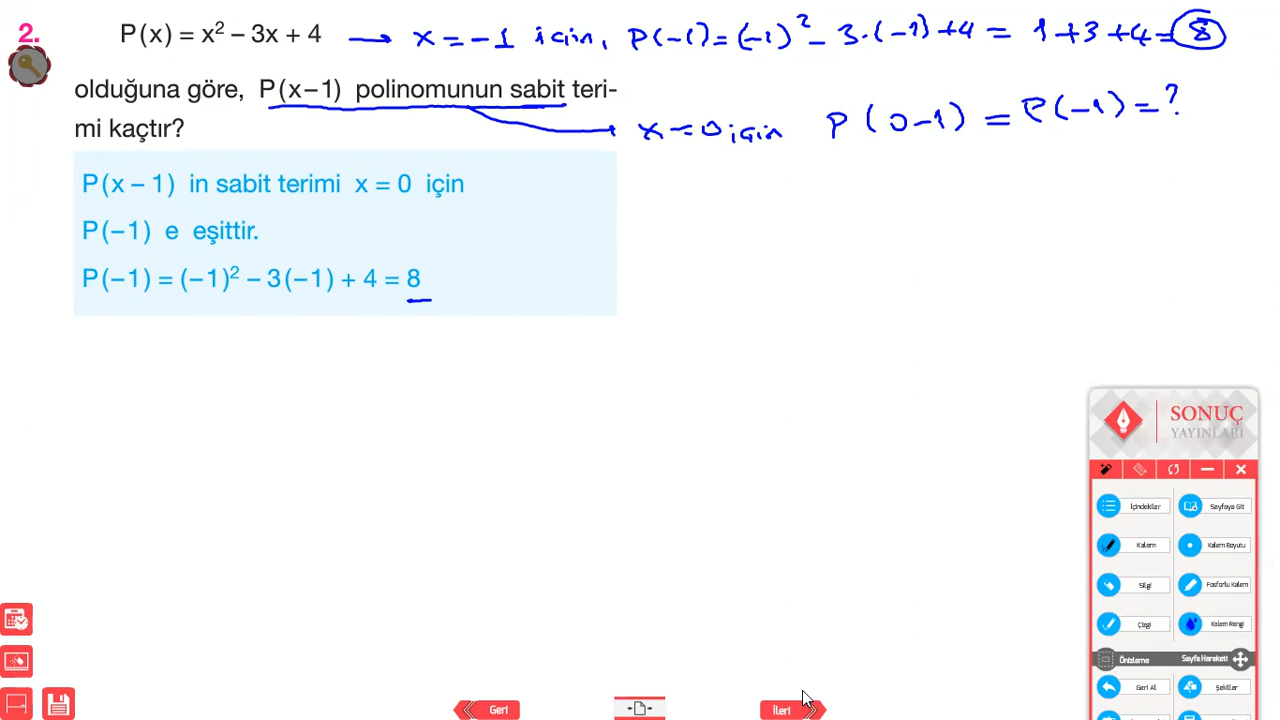 2. P(x) = x² – 3x + 4 → x = -1 için, P(-1) = (-1)² - 3·(-1) + 4 = 1 + 3 + 4 = 8
olduğuna göre, P(x–1) polinomunun sabit teri-
P(0-1) = P(-1) = ?
mi kaçtır?
x = 0 için
P(x – 1) in sabit terimi x = 0 için
P(–1) e eşittir.
P(–1) = (–1)² – 3(–1) + 4 = 8
SONUÇ
YAYINLARI
İçindekiler
Sayfaya Git
Kalem
Kalem Boyutu
Silgi
Fosforlu Kalem
Çizgi
Kalem Rengi
Önizleme
Sayfa Hareketi
Geri Al
Şekiller
Geri
İleri